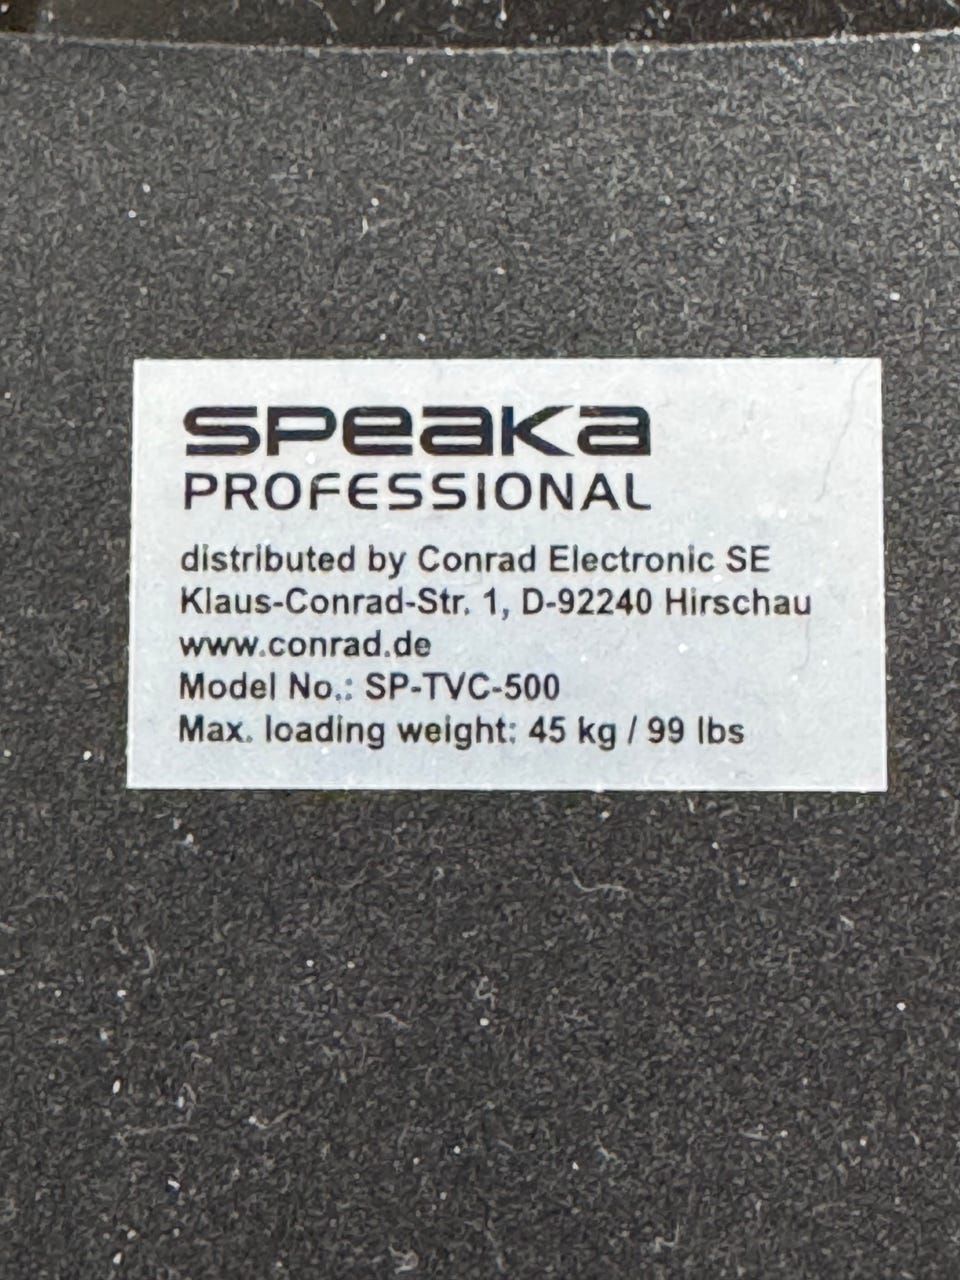 SPEAKA
PROFESSIONAL
distributed by Conrad Electronic SE
Klaus-Conrad-Str. 1, D-92240 Hirschau
www.conrad.de
Model No.: SP-TVC-500
Max. loading weight: 45 kg / 99 lbs